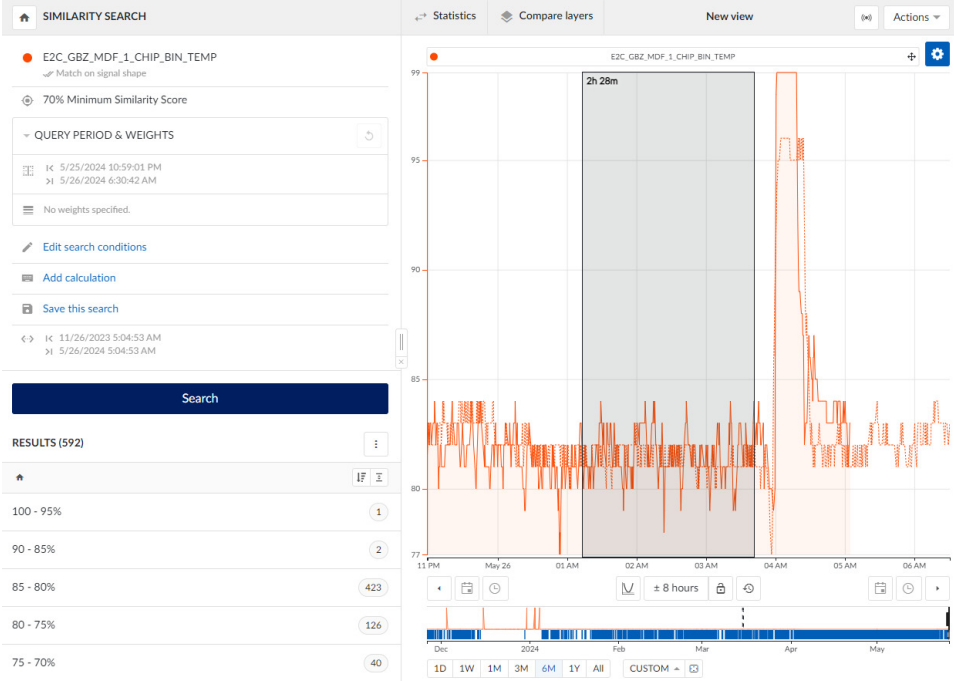 SIMILARITY SEARCH
Statistics
Compare layers
New view
Actions
E2C_GBZ_MDF_1_CHIP_BIN_TEMP
Match on signal shape
70% Minimum Similarity Score
QUERY PERIOD & WEIGHTS
5/25/2024 10:59:01 PM
5/26/2024 6:30:42 AM
No weights specified.
Edit search conditions
Add calculation
Save this search
11/26/2023 5:04:53 AM
5/26/2024 5:04:53 AM
Search
RESULTS (592)
100 - 95%
1
90 - 85%
2
85 - 80%
423
80 - 75%
126
75 - 70%
40
E2C_GBZ_MDF_1_CHIP_BIN_TEMP
2h 28m
99
95
90
85
80
77
11 PM
May 26
01 AM
02 AM
03 AM
04 AM
05 AM
06 AM
± 8 hours
Dec
2024
Feb
Mar
Apr
May
1D
1W
1M
3M
6M
1Y
All
CUSTOM